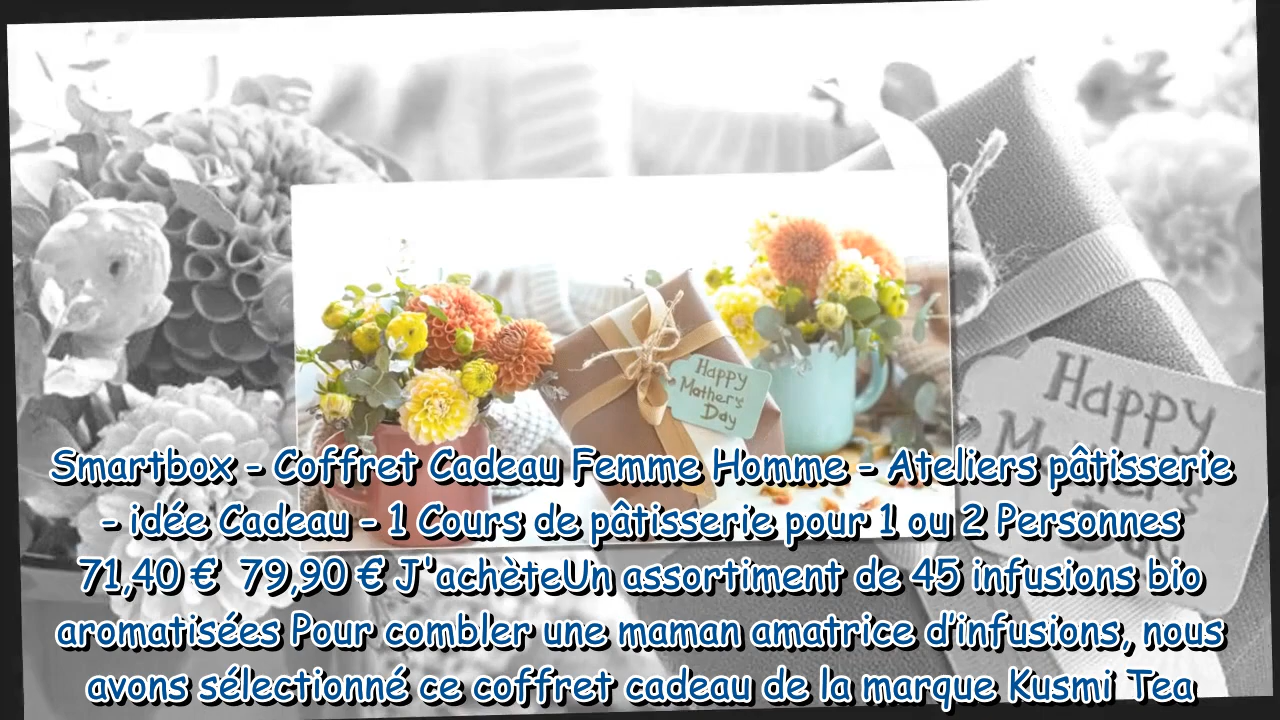 Happy
Mother's
Day
Happy
Smartbox - Coffret Cadeau Femme Homme - Ateliers pâtisserie
- idée Cadeau - 1 Cours de pâtisserie pour 1 ou 2 Personnes
71,40 €  79,90 € J'achèteUn assortiment de 45 infusions bio
aromatisées Pour combler une maman amatrice d'infusions, nous
avons sélectionné ce coffret cadeau de la marque Kusmi Tea